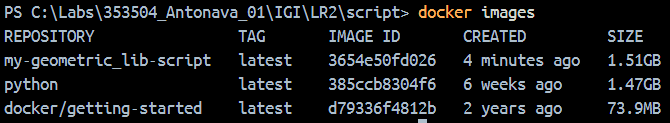 PS C:\Labs\353504_Antonava_01\IGI\LR2\script> docker images
REPOSITORY TAG IMAGE ID CREATED SIZE
my-geometric_lib-script latest 3654e50fd026 4 minutes ago 1.51GB
python latest 385ccb8304f6 6 weeks ago 1.47GB
docker/getting-started latest d79336f4812b 2 years ago 73.9MB